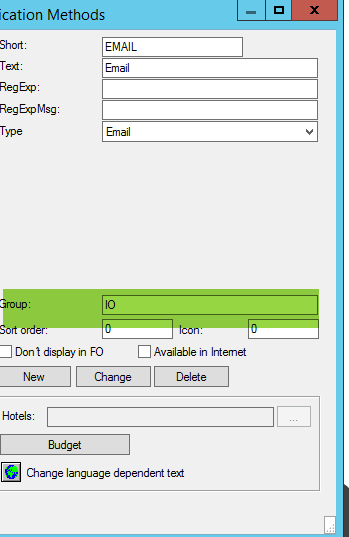 ication Methods
Short: EMAIL
Text: Email
RegExp:
RegExpMsg:
Type Email
Group: IO
Sort order: 0 Icon: 0
Don't display in FO Available in Internet
New Change Delete
Hotels: ...
Budget
Change language dependent text